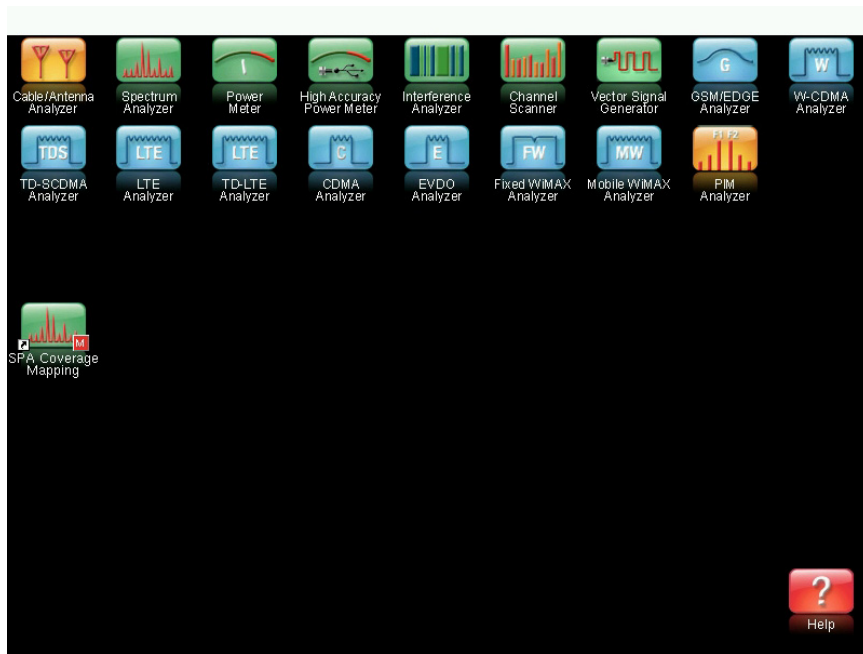 Cable/Antenna
Analyzer
Spectrum
Analyzer
Power
Meter
High Accuracy
Power Meter
Interference
Analyzer
Channel
Scanner
Vector Signal
Generator
G
GSM/EDGE
Analyzer
W
W-CDMA
Analyzer
TDS
TD-SCDMA
Analyzer
LTE
LTE
Analyzer
LTE
TD-LTE
Analyzer
C
CDMA
Analyzer
E
EVDO
Analyzer
FW
Fixed WiMAX
Analyzer
MW
Mobile WiMAX
Analyzer
F1 F2
PIM
Analyzer
M
SPA Coverage
Mapping
?
Help